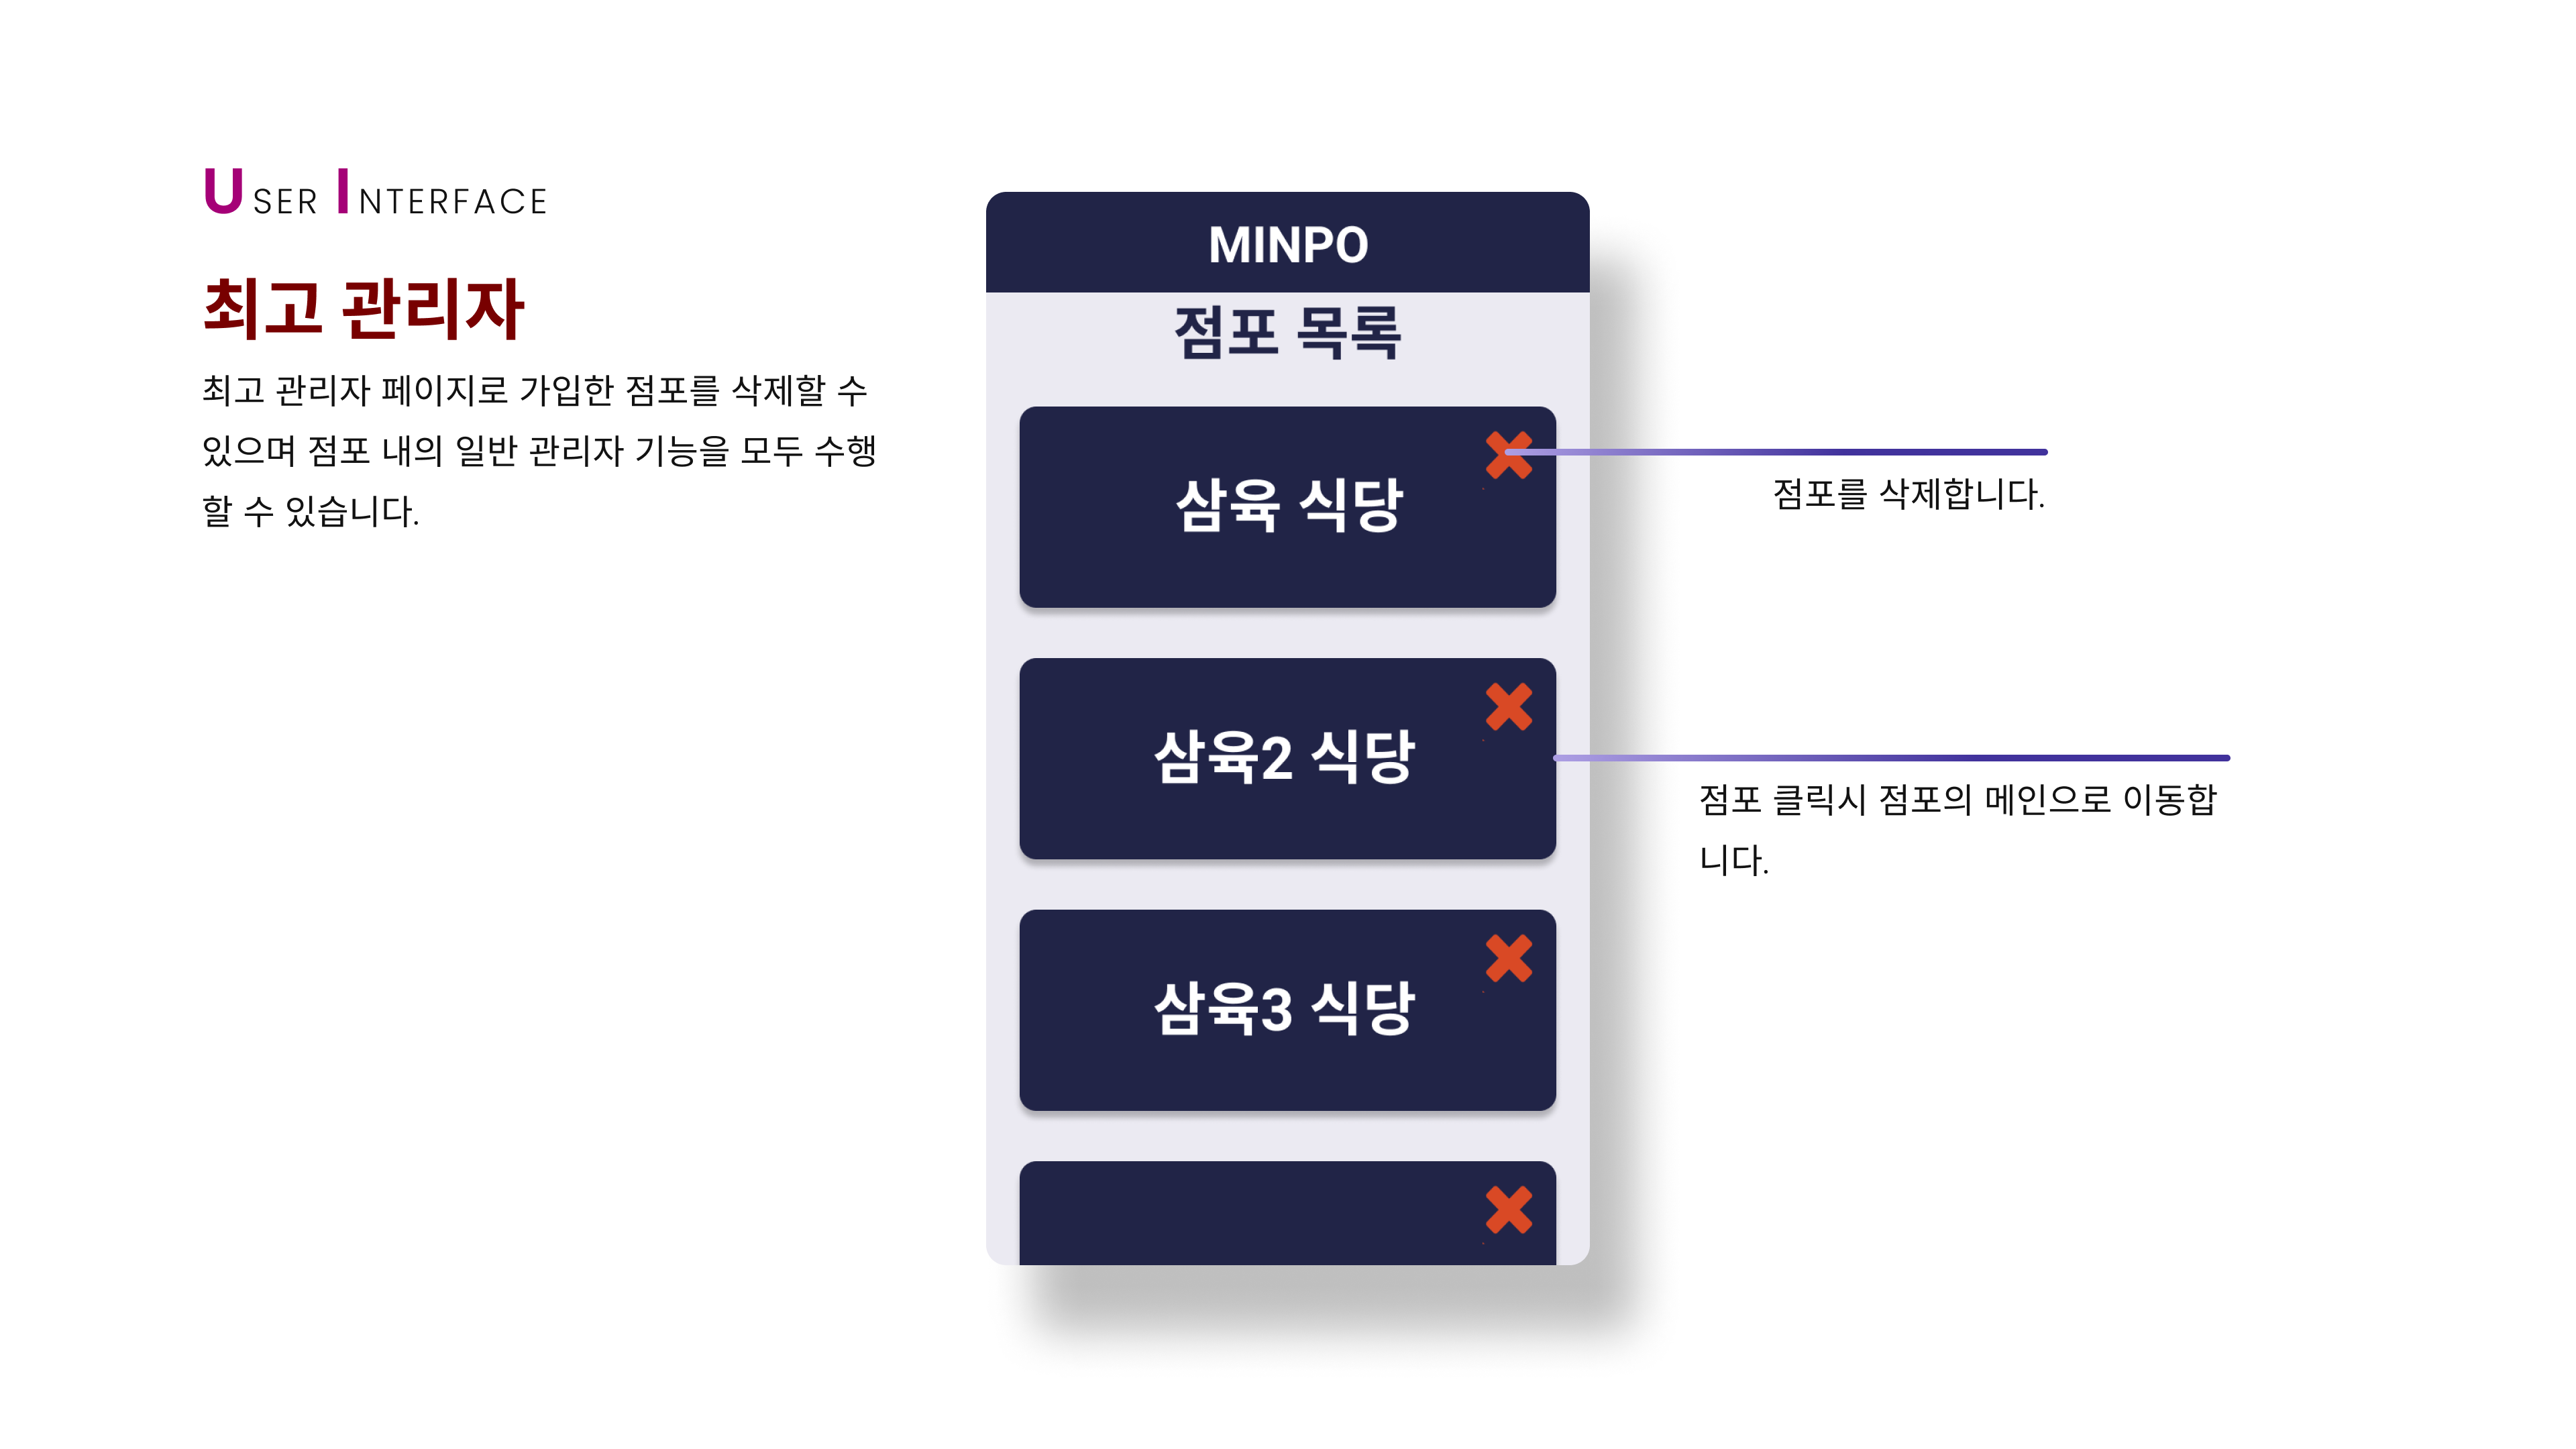 USER INTERFACE
최고 관리자
최고 관리자 페이지로 가입한 점포를 삭제할 수
있으며 점포 내의 일반 관리자 기능을 모두 수행
할 수 있습니다.
MINPO
점포 목록
삼육 식당
점포를 삭제합니다.
삼육2 식당
점포 클릭시 점포의 메인으로 이동합
니다.
삼육3 식당